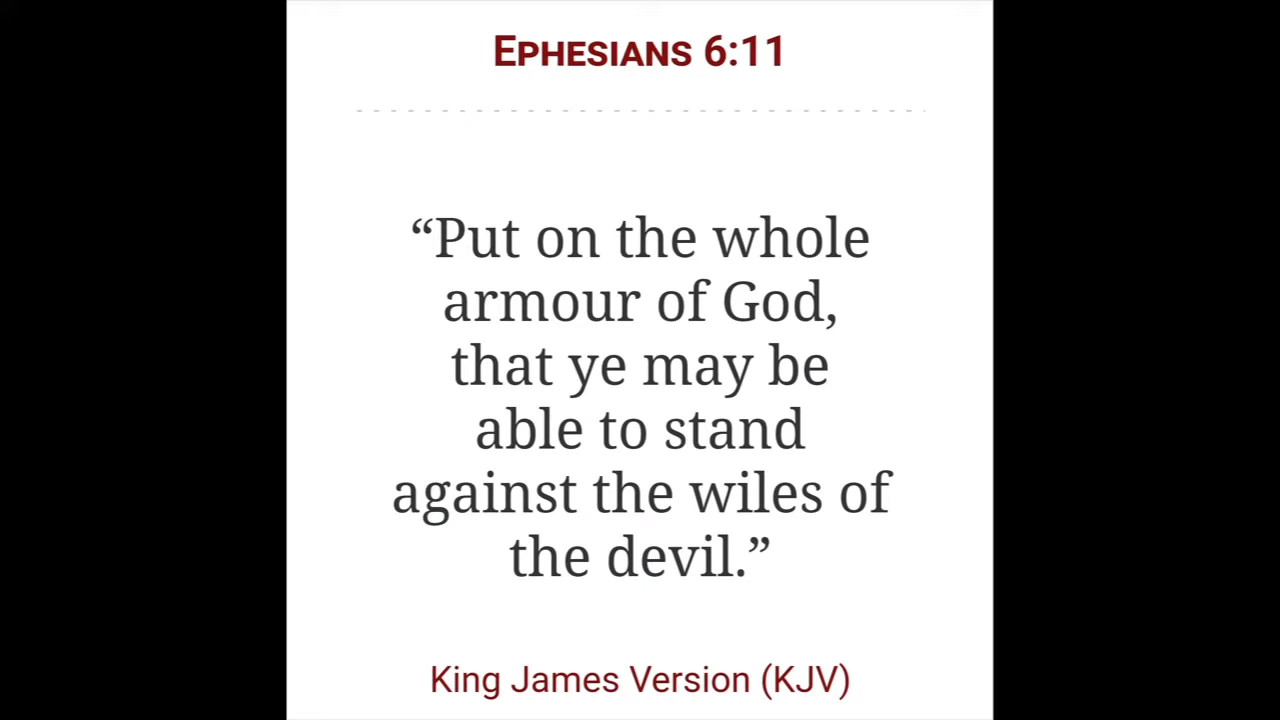 Ephesians 6:11
“Put on the whole
armour of God,
that ye may be
able to stand
against the wiles of
the devil.”
King James Version (KJV)